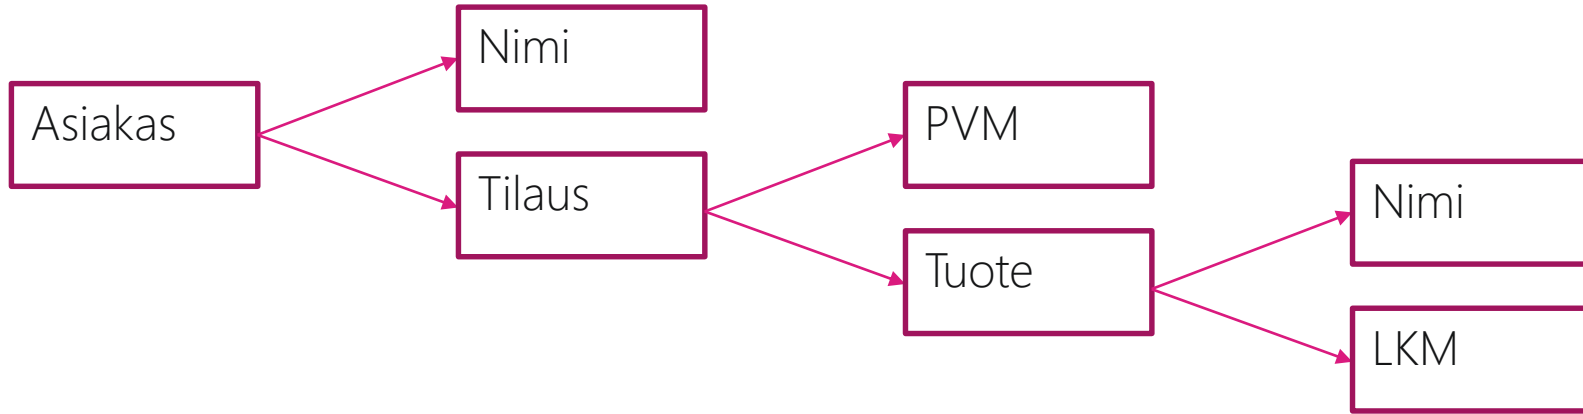 Asiakas
Nimi
Tilaus
PVM
Tuote
Nimi
LKM